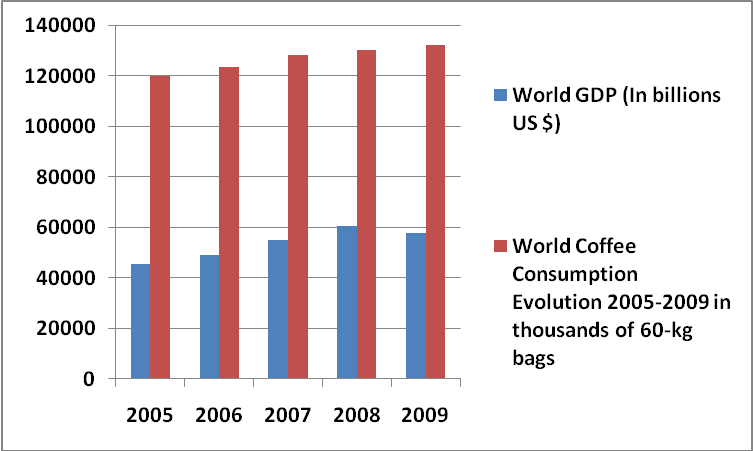 140000
120000
100000
80000
60000
40000
20000
0
2005 2006 2007 2008 2009
World GDP (In billions
US $)
World Coffee
Consumption
Evolution 2005-2009 in
thousands of 60-kg
bags